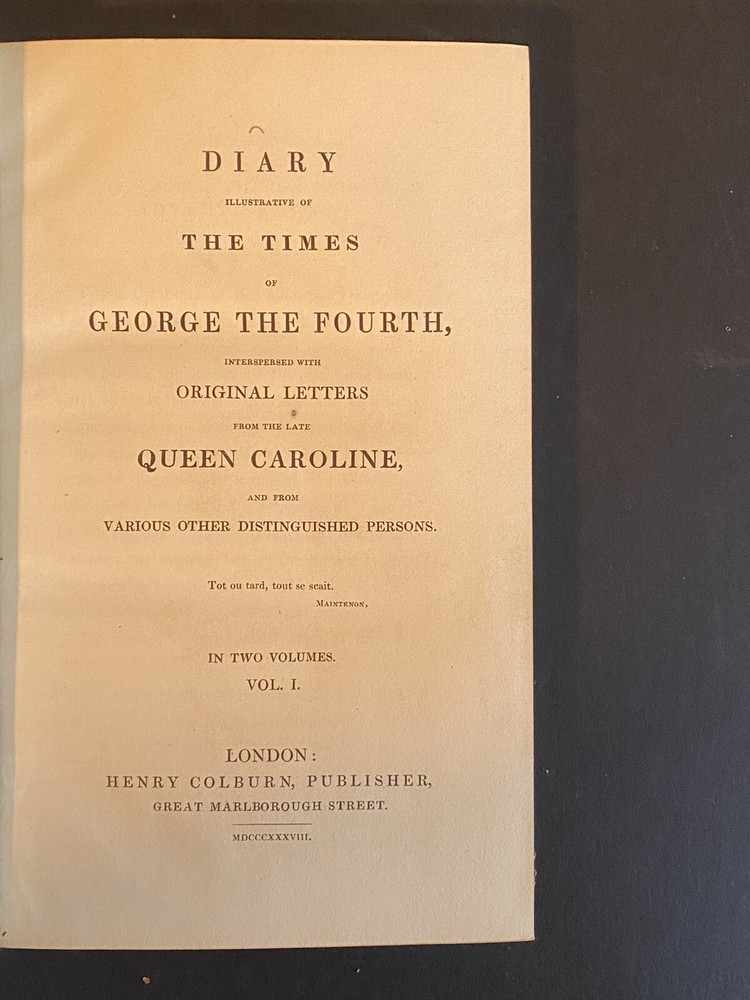 DIARY
ILLUSTRATIVE OF
THE TIMES
OF
GEORGE THE FOURTH,
INTERSPERSED WITH
ORIGINAL LETTERS
FROM THE LATE
QUEEN CAROLINE,
AND FROM
VARIOUS OTHER DISTINGUISHED PERSONS.
Tot ou tard, tout se scait.
MAINTENON,
IN TWO VOLUMES.
VOL. I.
LONDON:
HENRY COLBURN, PUBLISHER,
GREAT MARLBOROUGH STREET.
MDCCCXXXVIII.